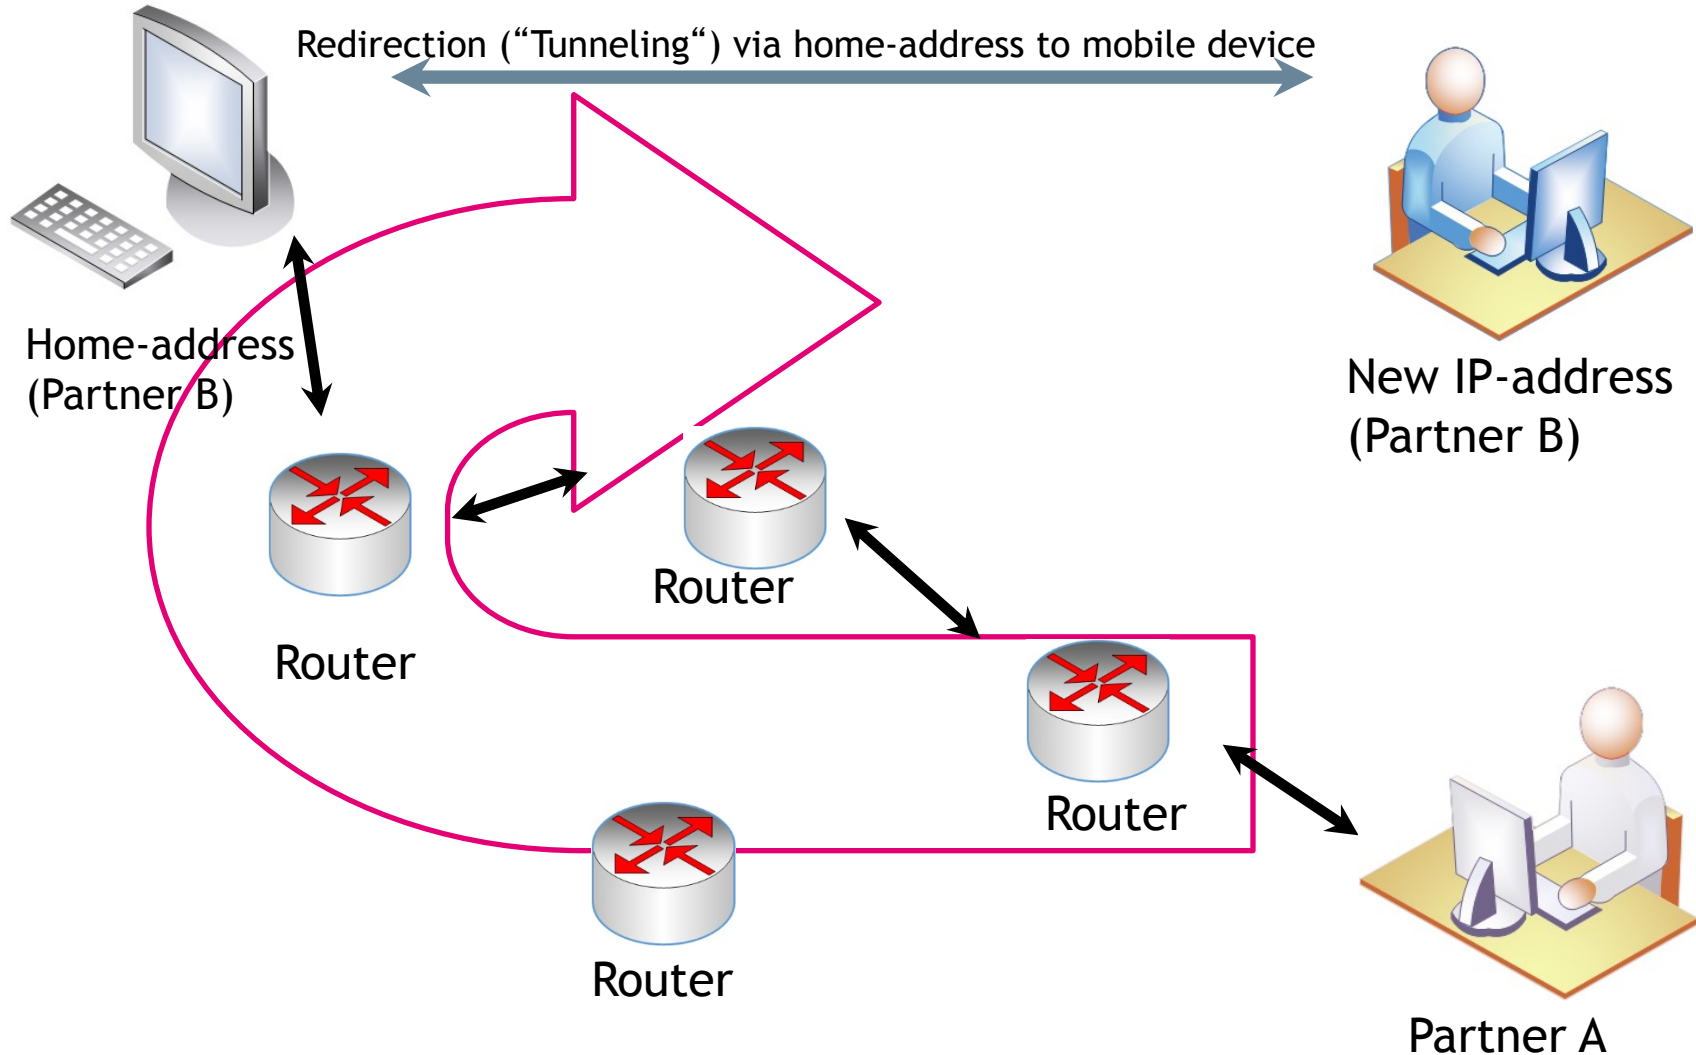 Redirection (“Tunneling“) via home-address to mobile device
Home-address
(Partner B)
New IP-address
(Partner B)
Router
Router
Router
Router
Partner A